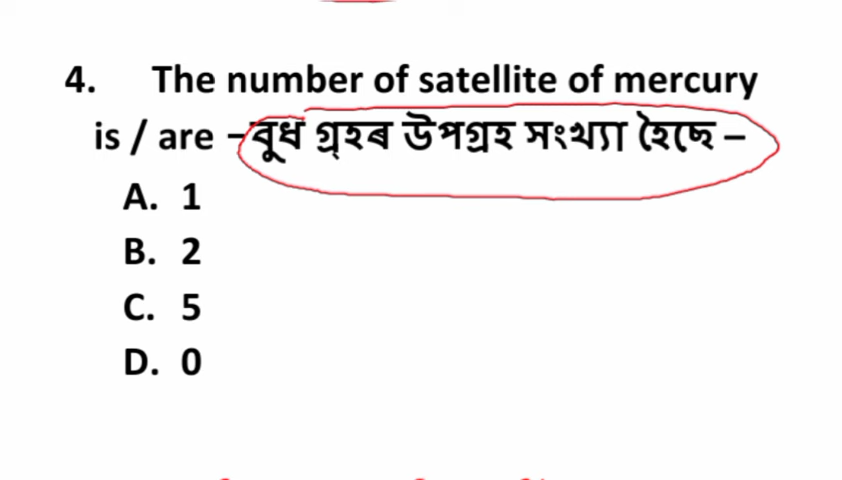 4. The number of satellite of mercury
is / are –বুধ গ্ৰহৰ উপগ্ৰহ সংখ্যা হৈছে –
A. 1
B. 2
C. 5
D. 0